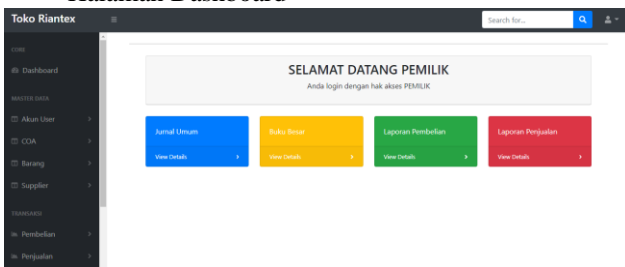 Halaman Dashboard
Toko Riantex
Search for...
CORE
Dashboard
MASTER DATA
Akun User
COA
Barang
Supplier
TRANSAKSI
Pembelian
Penjualan
SELAMAT DATANG PEMILIK
Anda login dengan hak akses PEMILIK
Jurnal Umum
View Details
Buku Besar
View Details
Laporan Pembelian
View Details
Laporan Penjualan
View Details